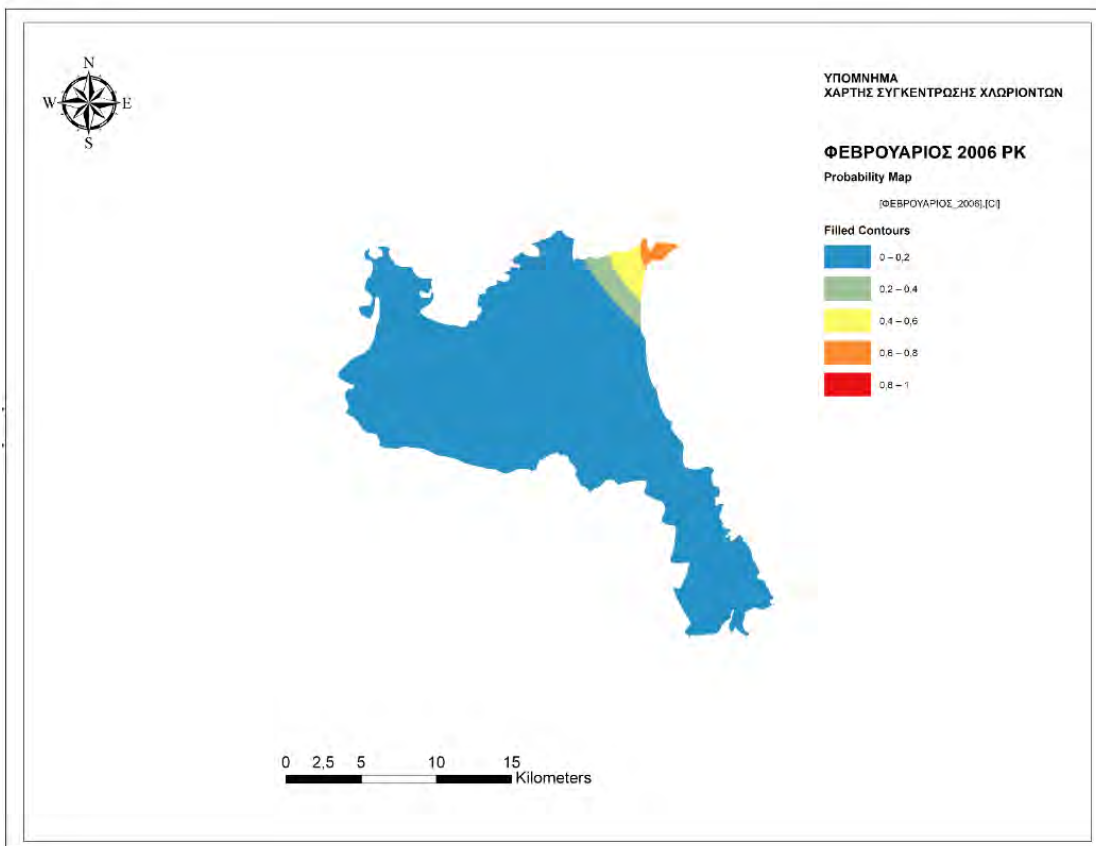 N
W E
S
ΥΠΟΜΝΗΜΑ
ΧΑΡΤΗΣ ΣΥΓΚΕΝΤΡΩΣΗΣ ΧΛΩΡΙΟΝΤΩΝ
ΦΕΒΡΟΥΑΡΙΟΣ 2006 PK
Probability Map
[ΦΕΒΡΟΥΑΡΙΟΣ_2006].[Cl]
Filled Contours
0 – 0,2
0,2 – 0,4
0,4 – 0,6
0,6 – 0,8
0,8 – 1
0 2,5 5 10 15
Kilometers